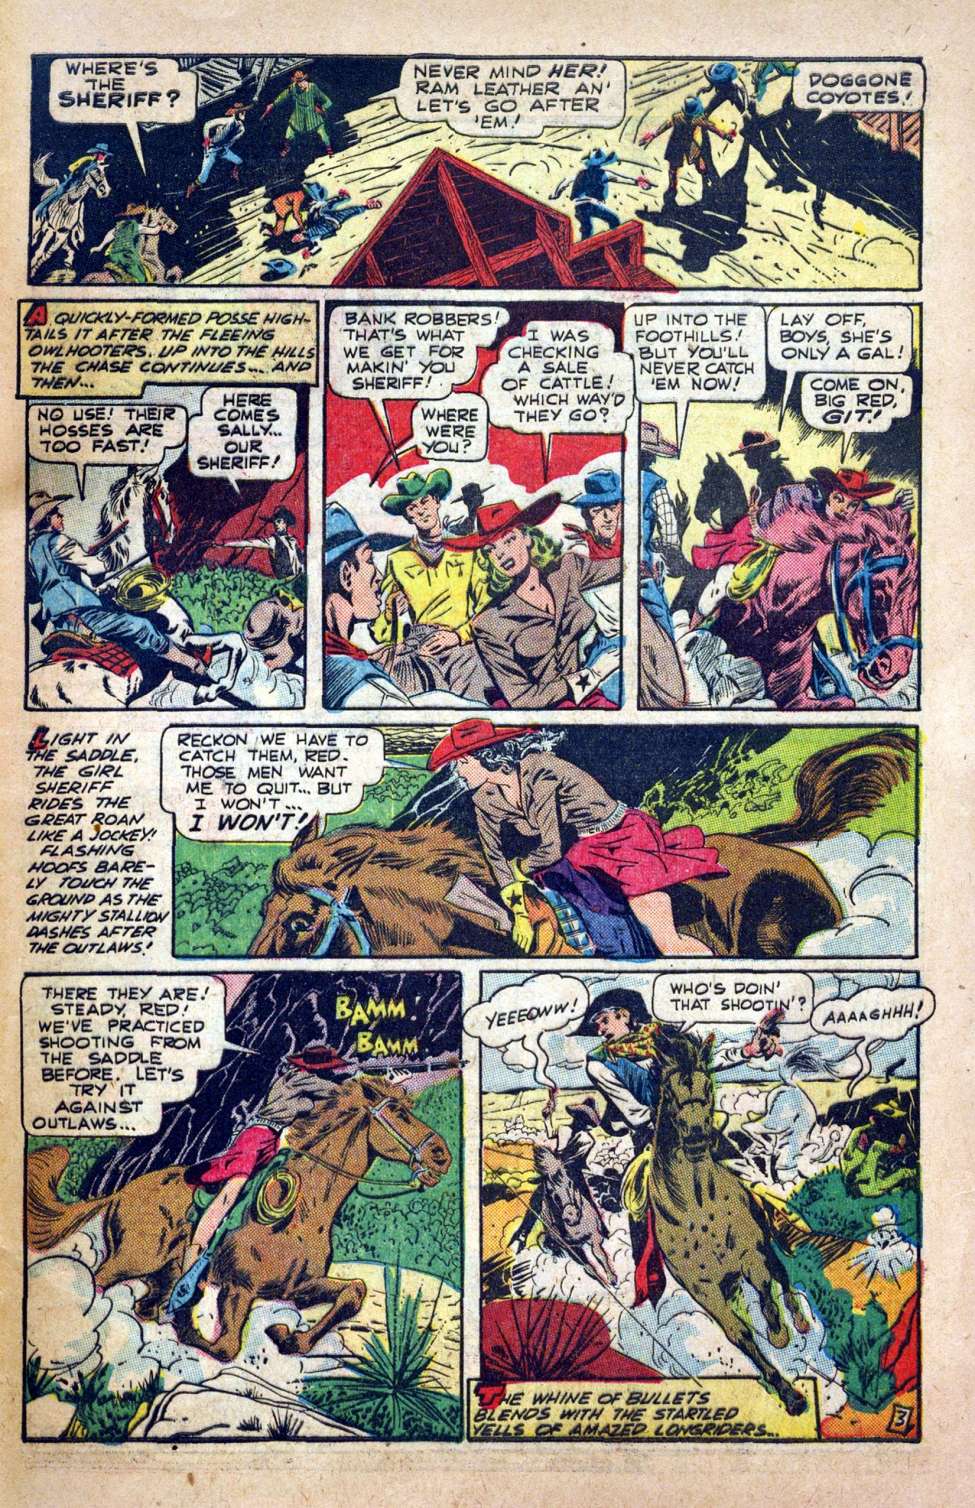 WHERE'S
THE
SHERIFF?
NEVER MIND HER!
RAM LEATHER AN'
LET'S GO AFTER
'EM!
DOGGONE
COYOTES!
A QUICKLY-FORMED POSSE HIGH-
TAILS IT AFTER THE FLEEING
OWLHOOTERS. UP INTO THE HILLS
THE CHASE CONTINUES... AND
THEN...
NO USE! THEIR
HOSSES ARE
TOO FAST!
HERE
COMES
SALLY...
OUR
SHERIFF!
BANK ROBBERS!
THAT'S WHAT
WE GET FOR
MAKIN' YOU
SHERIFF!
WHERE
WERE
YOU?
I WAS
CHECKING
A SALE
OF CATTLE!
WHICH WAY'D
THEY GO?
UP INTO THE
FOOTHILLS!
BUT YOU'LL
NEVER CATCH
'EM NOW!
LAY OFF,
BOYS, SHE'S
ONLY A GAL!
COME ON,
BIG RED,
GIT!
LIGHT IN
THE SADDLE,
THE GIRL
SHERIFF
RIDES THE
GREAT ROAN
LIKE A JOCKEY!
FLASHING
HOOFS BARE-
LY TOUCH THE
GROUND AS THE
MIGHTY STALLION
DASHES AFTER
THE OUTLAWS!
RECKON WE HAVE TO
CATCH THEM, RED.
THOSE MEN WANT
ME TO QUIT... BUT
I WON'T...
I WON'T!
THERE THEY ARE!
STEADY, RED!
WE'VE PRACTICED
SHOOTING FROM
THE SADDLE
BEFORE. LET'S
TRY IT
AGAINST
OUTLAWS...
BAMM!
BAMM!
YEEEOWW!
WHO'S DOIN'
THAT SHOOTIN'?
AAAAGHHH!
THE WHINE OF BULLETS
BLENDS WITH THE STARTLED
YELLS OF AMAZED LONGRIDERS...
3